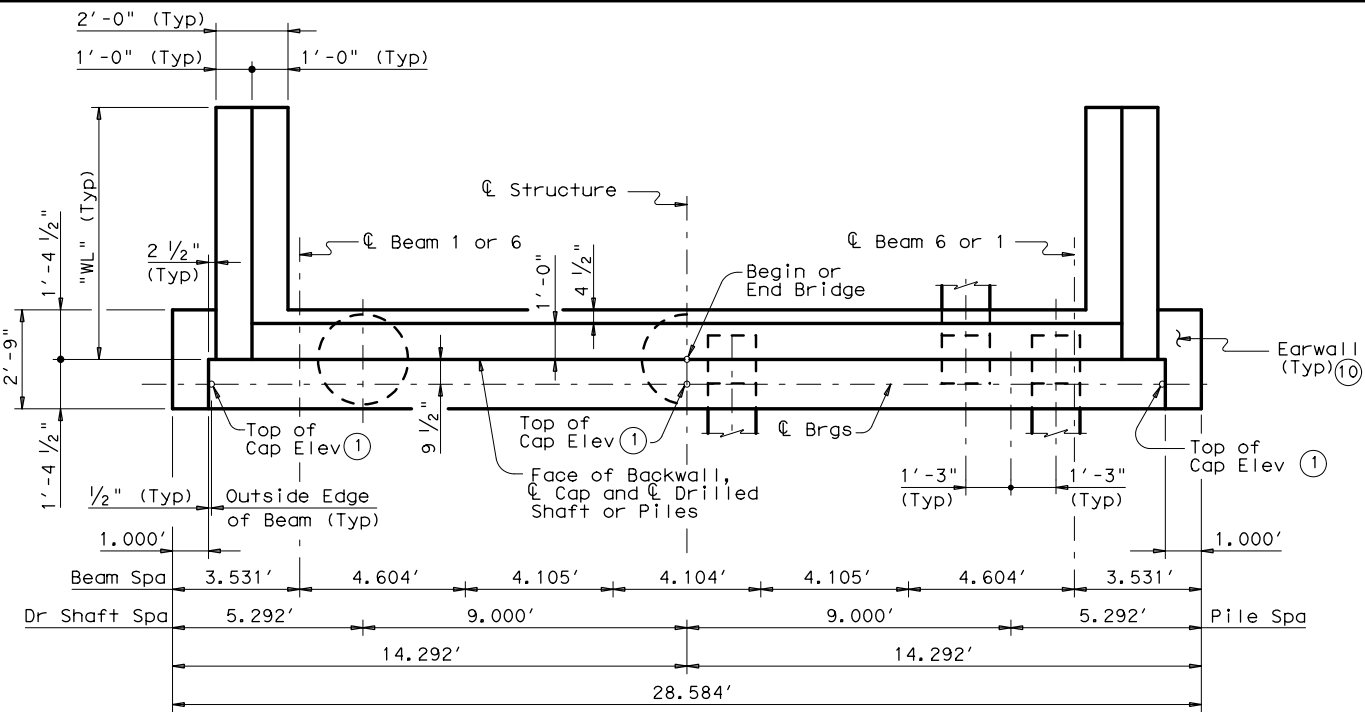 2'-0" (Typ)
1'-0" (Typ)
1'-0" (Typ)
"WL" (Typ)
℄ Structure
℄ Beam 1 or 6
℄ Beam 6 or 1
1'-4 1/2"
2 1/2"
(Typ)
1'-0"
4 1/2"
Begin or
End Bridge
2'-9"
Earwall
(Typ) 10
1'-4 1/2"
Top of
Cap Elev 1
9 1/2"
Top of
Cap Elev 1
℄ Brgs
Top of
Cap Elev 1
Face of Backwall,
℄ Cap and ℄ Drilled
Shaft or Piles
1'-3"
(Typ)
1'-3"
(Typ)
1/2" (Typ)
Outside Edge
of Beam (Typ)
1.000'
1.000'
Beam Spa 3.531' 4.604' 4.105' 4.104' 4.105' 4.604' 3.531'
Dr Shaft Spa 5.292' 9.000' 9.000' 5.292' Pile Spa
14.292' 14.292'
28.584'